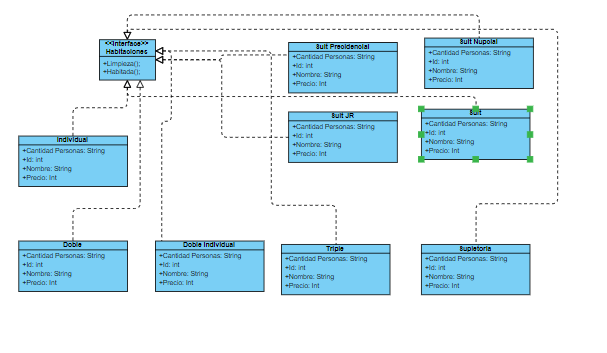 <<Interface>>
Habitaciones
+Limpieza();
+Habitada();
Suit Presidencial
+Cantidad Personas: String
+Id: int
+Nombre: String
+Precio: Int
Suit Nupcial
+Cantidad Personas: String
+Id: int
+Nombre: String
+Precio: Int
Suit JR
+Cantidad Personas: String
+Id: int
+Nombre: String
+Precio: Int
Suit
+Cantidad Personas: String
+Id: int
+Nombre: String
+Precio: Int
Individual
+Cantidad Personas: String
+Id: int
+Nombre: String
+Precio: Int
Doble
+Cantidad Personas: String
+Id: int
+Nombre: String
+Precio: Int
Doble Individual
+Cantidad Personas: String
+Id: int
+Nombre: String
+Precio: Int
Triple
+Cantidad Personas: String
+Id: int
+Nombre: String
+Precio: Int
Supletoria
+Cantidad Personas: String
+Id: int
+Nombre: String
+Precio: Int